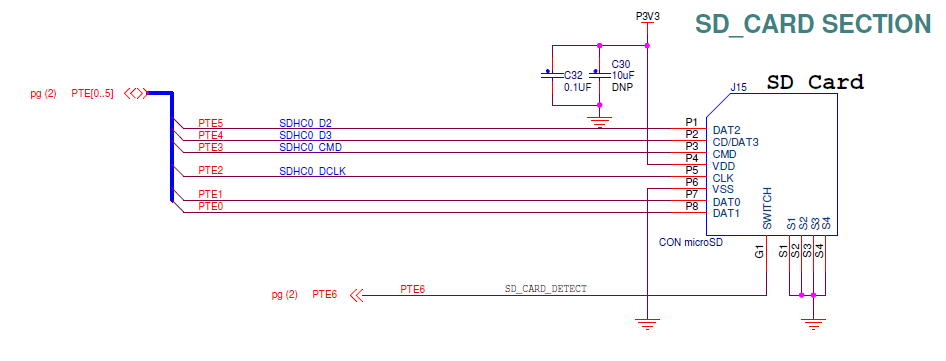 SD_CARD SECTION
P3V3
C32
0.1UF
C30
10uF
DNP
J15
SD Card
pg (2) PTE[0..5]
PTE5 SDHC0_D2 P1 DAT2
PTE4 SDHC0_D3 P2 CD/DAT3
PTE3 SDHC0_CMD P3 CMD
P4 VDD
PTE2 SDHC0_DCLK P5 CLK
P6 VSS
PTE1 P7 DAT0
PTE0 P8 DAT1
SWITCH
S1
S2
S3
S4
CON microSD
G1
S1
S2
S3
S4
pg (2) PTE6 PTE6 SD_CARD_DETECT